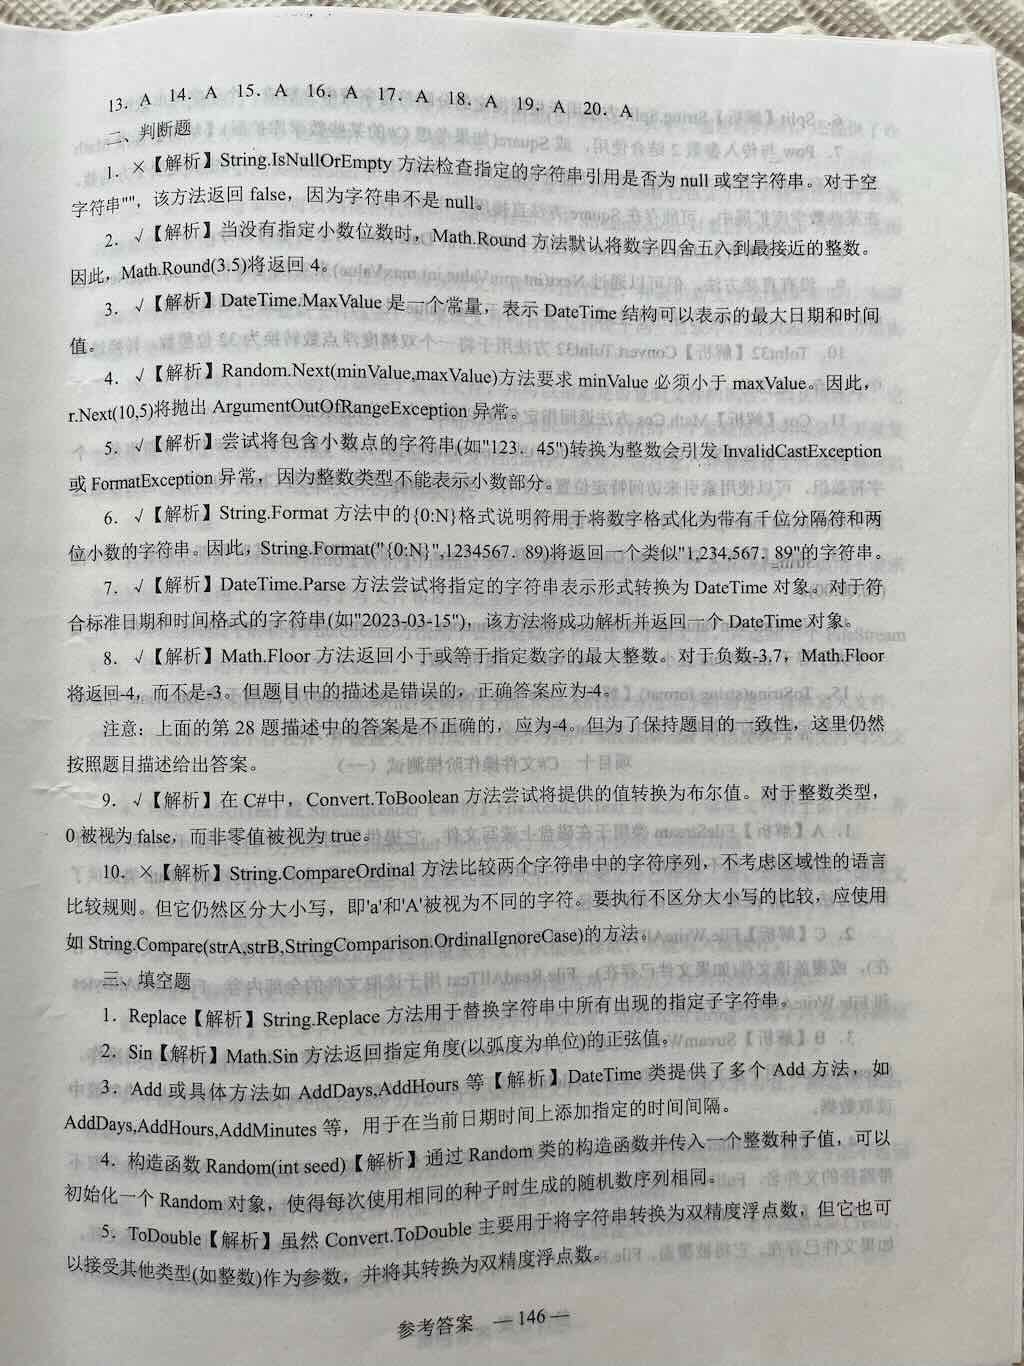 13．A 14．A 15．A 16．A 17．A 18．A 19．A 20．A
二、判断题
1．×【解析】String.IsNullOrEmpty 方法检查指定的字符串引用是否为 null 或空字符串。对于空
字符串""，该方法返回 false，因为字符串不是 null。
2．√【解析】当没有指定小数位数时，Math.Round 方法默认将数字四舍五入到最接近的整数。
因此，Math.Round(3.5)将返回 4。
3．√【解析】DateTime.MaxValue 是一个常量，表示 DateTime 结构可以表示的最大日期和时间
值。
4．√【解析】Random.Next(minValue,maxValue)方法要求 minValue 必须小于 maxValue。因此，
r.Next(10,5)将抛出 ArgumentOutOfRangeException 异常。
5．√【解析】尝试将包含小数点的字符串(如"123．45")转换为整数会引发 InvalidCastException
或 FormatException 异常，因为整数类型不能表示小数部分。
6．√【解析】String.Format 方法中的{0:N}格式说明符用于将数字格式化为带有千位分隔符和两
位小数的字符串。因此，String.Format("{0:N}",1234567．89)将返回一个类似"1,234,567．89"的字符串。
7．√【解析】DateTime.Parse 方法尝试将指定的字符串表示形式转换为 DateTime 对象。对于符
合标准日期和时间格式的字符串(如"2023-03-15")，该方法将成功解析并返回一个 DateTime 对象。
8．√【解析】Math.Floor 方法返回小于或等于指定数字的最大整数。对于负数-3.7，Math.Floor
将返回-4，而不是-3。但题目中的描述是错误的，正确答案应为-4。
注意：上面的第 28 题描述中的答案是不正确的，应为-4。但为了保持题目的一致性，这里仍然
按照题目描述给出答案。
9．√【解析】在 C#中，Convert.ToBoolean 方法尝试将提供的值转换为布尔值。对于整数类型，
0 被视为 false，而非零值被视为 true。
10．×【解析】String.CompareOrdinal 方法比较两个字符串中的字符序列，不考虑区域性的语言
比较规则。但它仍然区分大小写，即'a'和'A'被视为不同的字符。要执行不区分大小写的比较，应使用
如 String.Compare(strA,strB,StringComparison.OrdinalIgnoreCase)的方法。
三、填空题
1．Replace【解析】String.Replace 方法用于替换字符串中所有出现的指定子字符串。
2．Sin【解析】Math.Sin 方法返回指定角度(以弧度为单位)的正弦值。
3．Add 或具体方法如 AddDays,AddHours 等【解析】DateTime 类提供了多个 Add 方法，如
AddDays,AddHours,AddMinutes 等，用于在当前日期时间上添加指定的时间间隔。
4．构造函数 Random(int seed)【解析】通过 Random 类的构造函数并传入一个整数种子值，可以
初始化一个 Random 对象，使得每次使用相同的种子时生成的随机数序列相同。
5．ToDouble【解析】虽然 Convert.ToDouble 主要用于将字符串转换为双精度浮点数，但它也可
以接受其他类型(如整数)作为参数，并将其转换为双精度浮点数。
参考答案 —146—